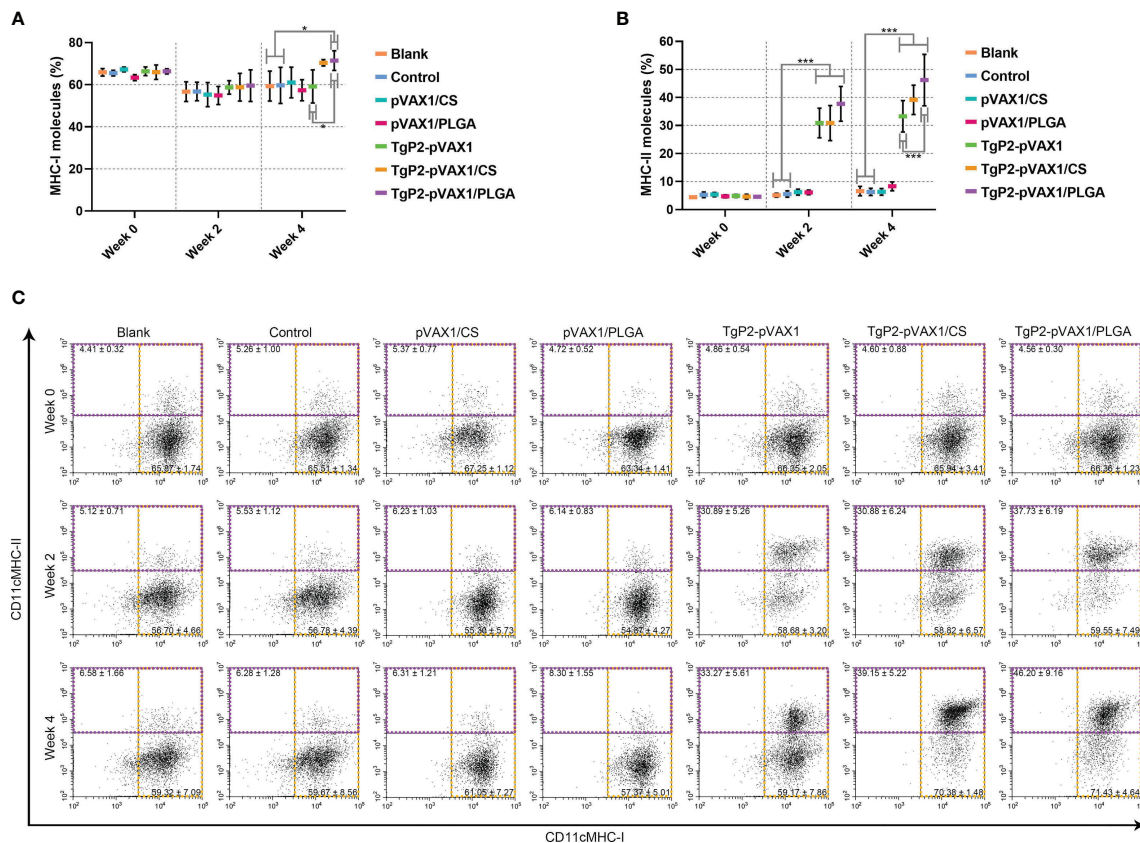 A
MHC-I molecules (%)
80
60
40
20
0
*
*
Week 0
Week 2
Week 4
Blank
Control
pVAX1/CS
pVAX1/PLGA
TgP2-pVAX1
TgP2-pVAX1/CS
TgP2-pVAX1/PLGA
B
MHC-II molecules (%)
60
50
40
30
20
10
0
***
***
***
Week 0
Week 2
Week 4
Blank
Control
pVAX1/CS
pVAX1/PLGA
TgP2-pVAX1
TgP2-pVAX1/CS
TgP2-pVAX1/PLGA
C
Blank Control pVAX1/CS pVAX1/PLGA TgP2-pVAX1 TgP2-pVAX1/CS TgP2-pVAX1/PLGA
CD11cMHC-II
Week 0
4.41 ± 0.32 5.26 ± 1.00 5.37 ± 0.77 4.72 ± 0.52 4.86 ± 0.54 4.60 ± 0.88 4.56 ± 0.30
65.87 ± 1.74 65.51 ± 1.34 67.25 ± 1.12 63.34 ± 1.41 66.35 ± 2.05 65.94 ± 3.41 66.36 ± 1.23
Week 2
5.12 ± 0.71 5.53 ± 1.12 6.23 ± 1.03 6.14 ± 0.83 30.89 ± 5.26 30.88 ± 6.24 37.73 ± 6.19
56.70 ± 4.66 56.78 ± 4.39 55.30 ± 5.73 54.87 ± 4.27 58.68 ± 3.20 58.82 ± 6.57 59.55 ± 7.49
Week 4
6.58 ± 1.66 6.28 ± 1.28 6.31 ± 1.21 8.30 ± 1.55 33.27 ± 5.61 39.15 ± 5.22 46.20 ± 9.16
59.32 ± 7.09 59.67 ± 8.56 61.05 ± 7.27 57.37 ± 5.01 59.17 ± 7.86 70.38 ± 1.48 71.43 ± 4.64
CD11cMHC-I